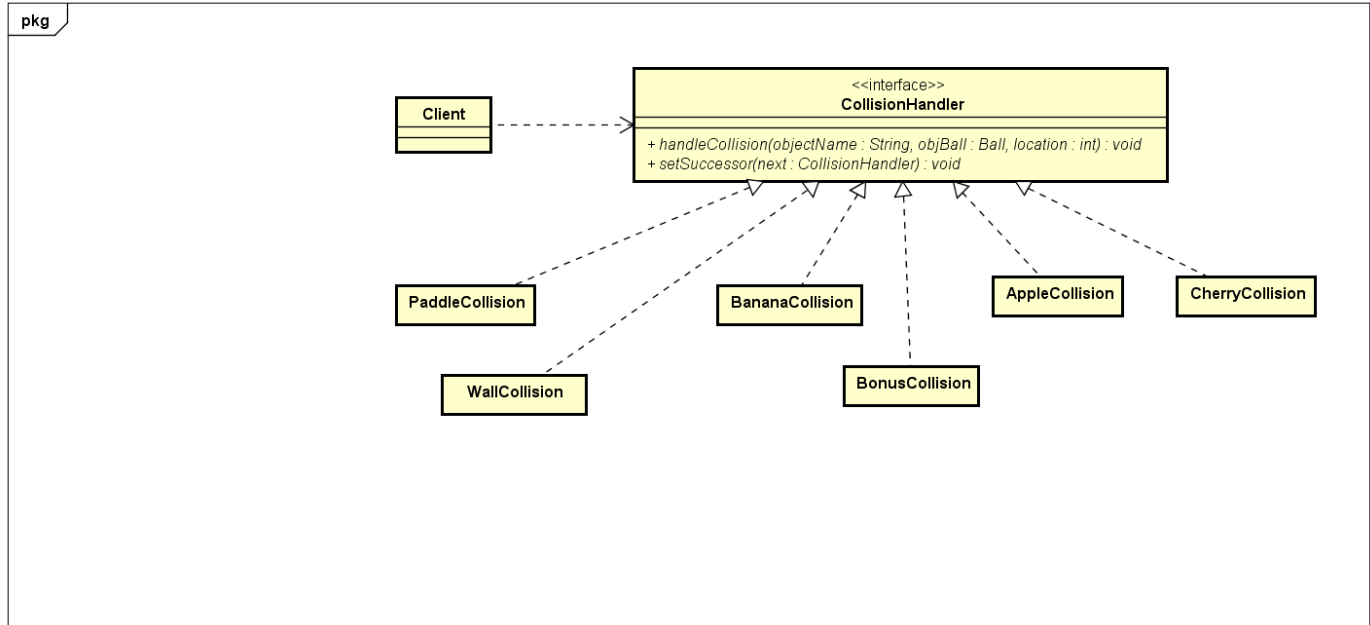 pkg
<<interface>>
CollisionHandler
Client
+ handleCollision(objectName : String, objBall : Ball, location : int) : void
+ setSuccessor(next : CollisionHandler) : void
PaddleCollision
BananaCollision
AppleCollision
CherryCollision
WallCollision
BonusCollision